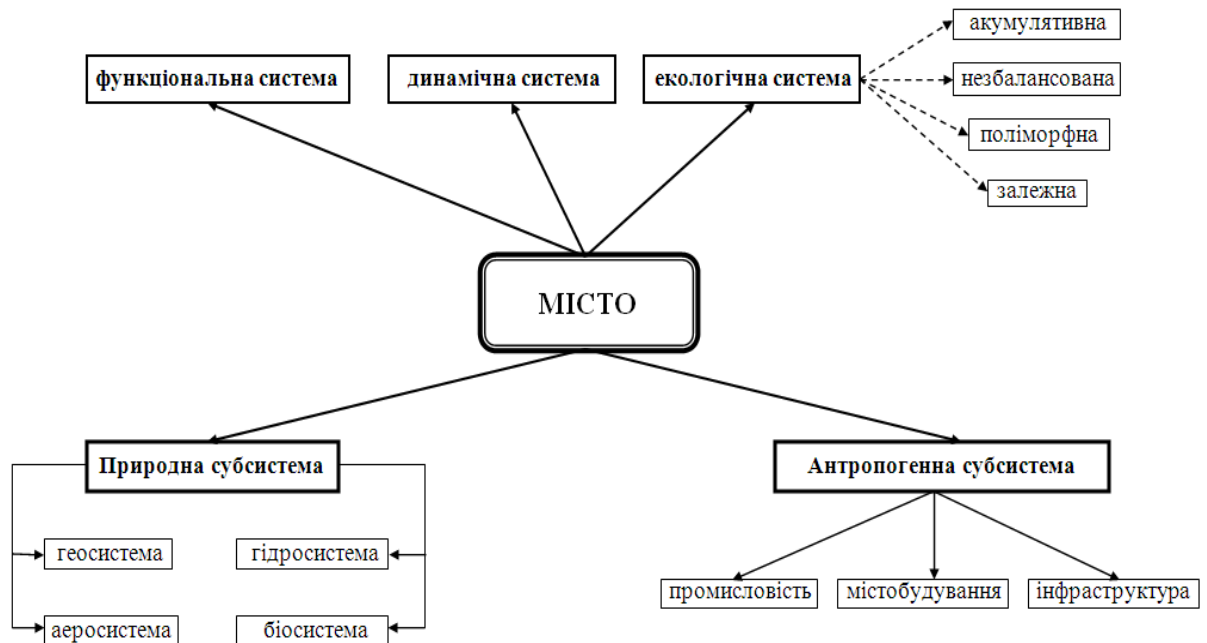 акумулятивна
функціональна система
динамічна система
екологічна система
незбалансована
поліморфна
залежна
МІСТО
Природна субсистема
Антропогенна субсистема
геосистема
гідросистема
промисловість
містобудування
інфраструктура
аеросистема
біосистема